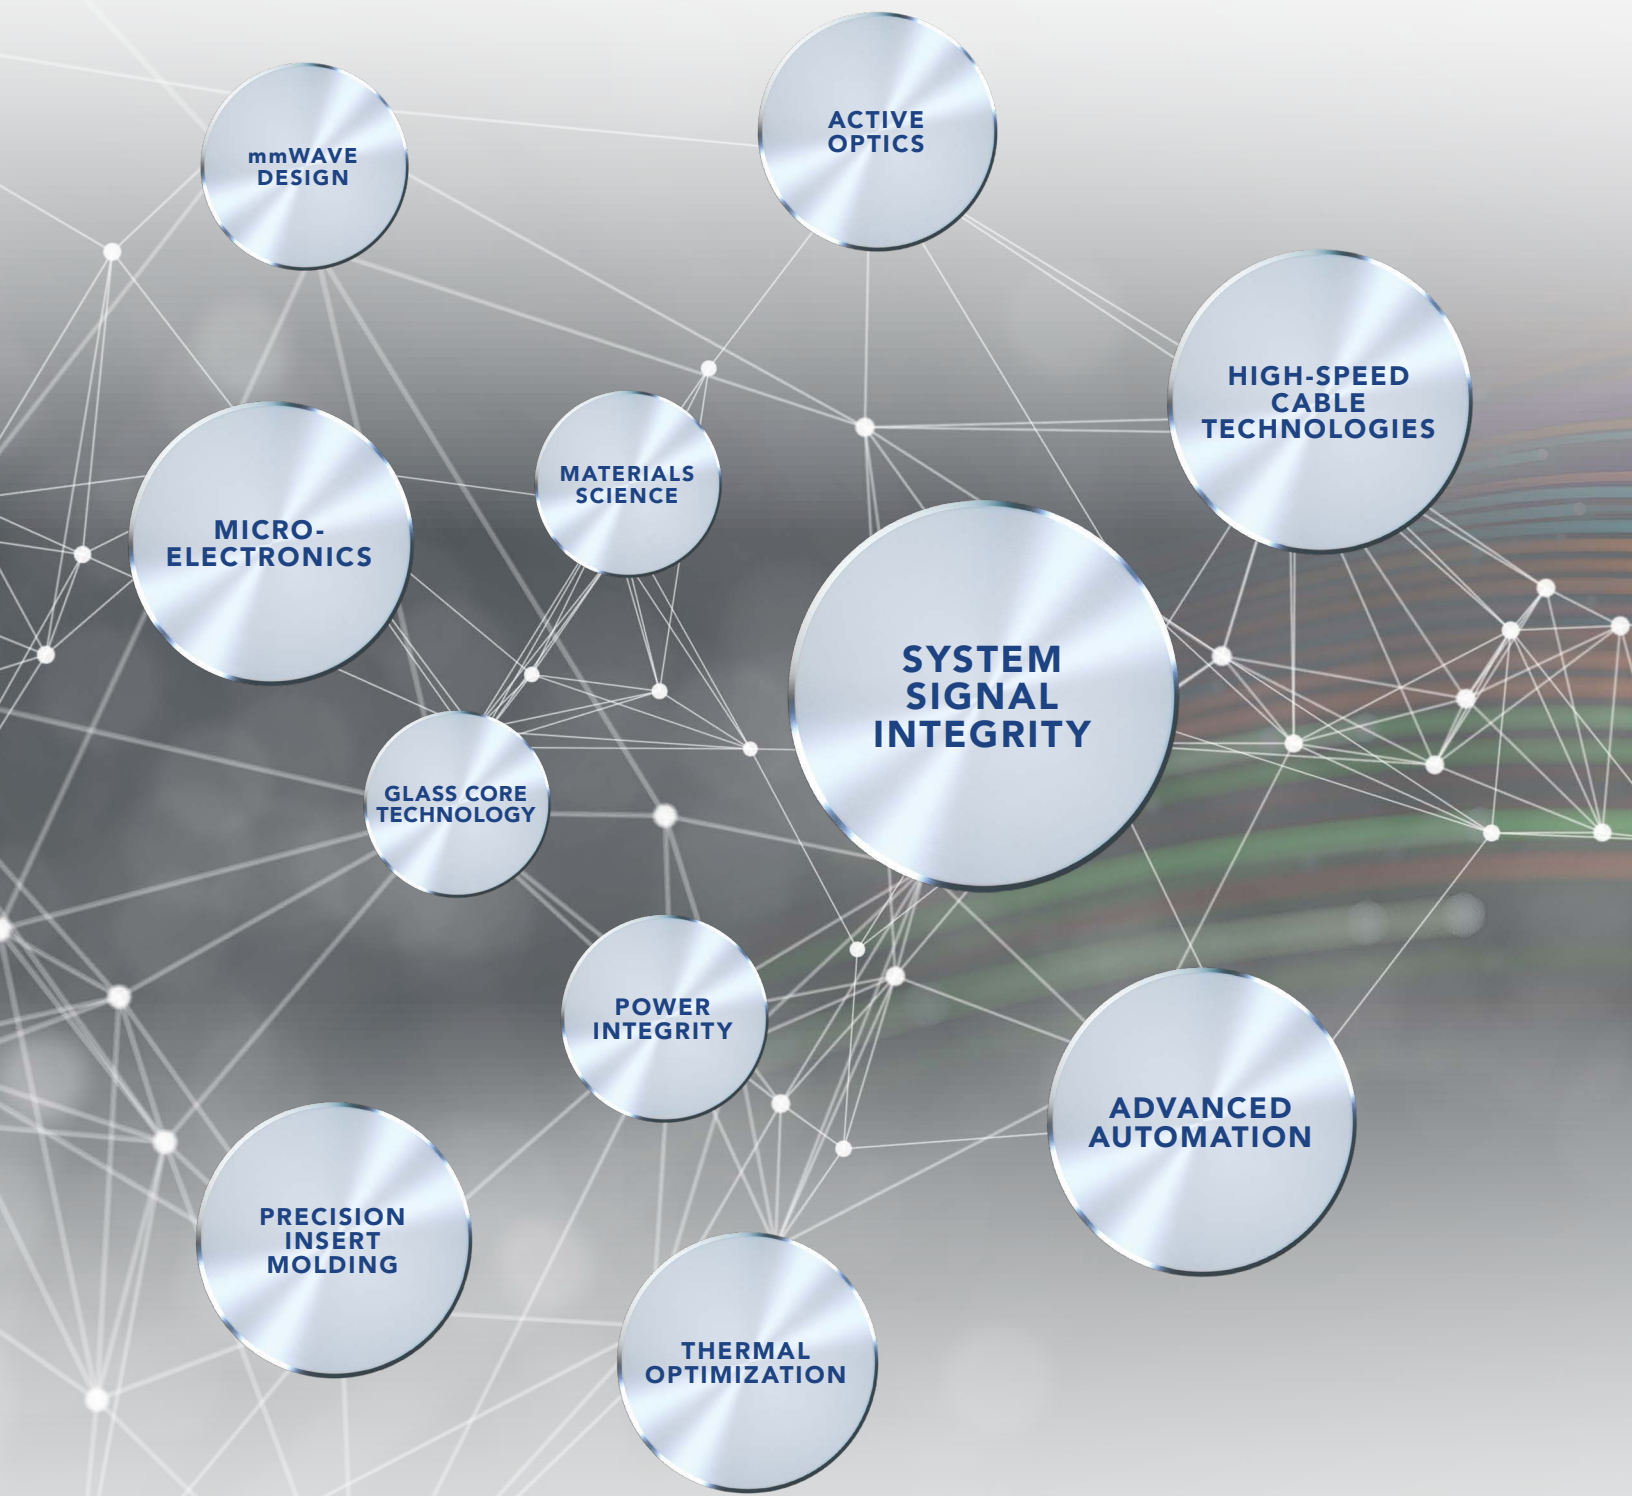 ACTIVE
OPTICS
mmWAVE
DESIGN
HIGH-SPEED
CABLE
TECHNOLOGIES
MATERIALS
SCIENCE
MICRO-
ELECTRONICS
SYSTEM
SIGNAL
INTEGRITY
GLASS CORE
TECHNOLOGY
POWER
INTEGRITY
ADVANCED
AUTOMATION
PRECISION
INSERT
MOLDING
THERMAL
OPTIMIZATION